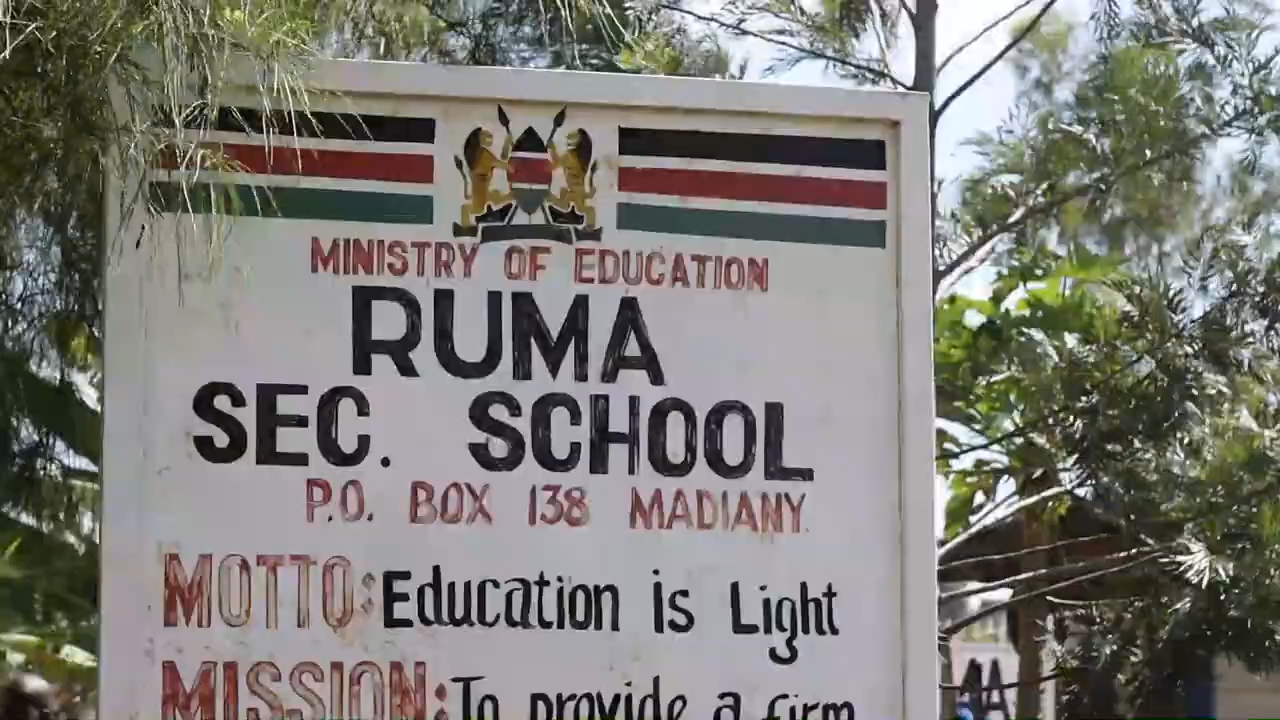 MINISTRY OF EDUCATION
RUMA
SEC. SCHOOL
P.O. BOX 138 MADIANY.
MOTTO: Education is Light
MISSION: To provide a firm